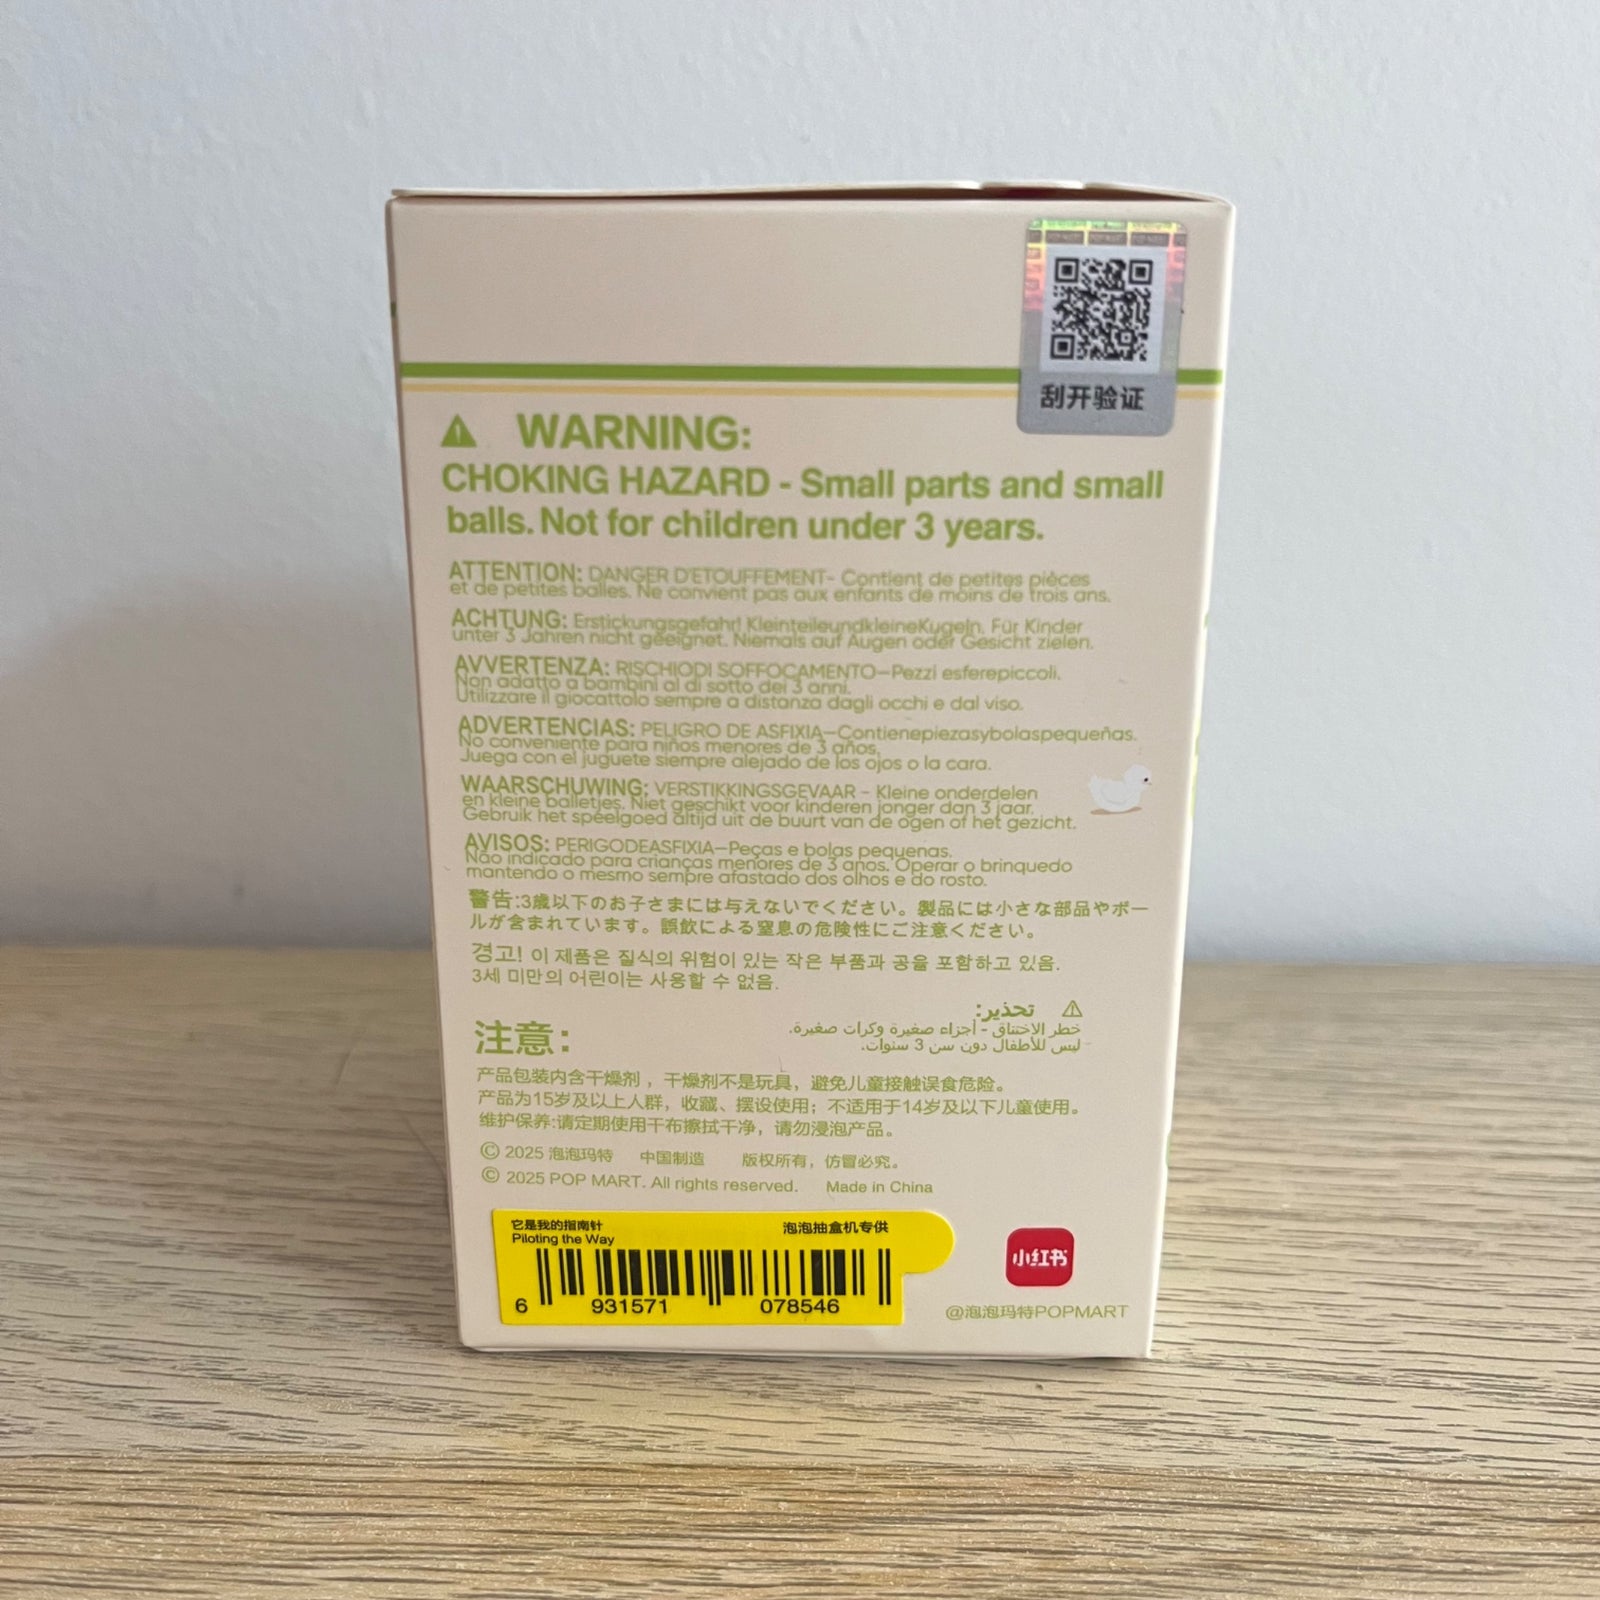 刮开验证
WARNING:
CHOKING HAZARD - Small parts and small
balls. Not for children under 3 years.
ATTENTION: DANGER D'ETOUFFEMENT- Contient de petites pièces
et de petites balles. Ne convient pas aux enfants de moins de trois ans.
ACHTUNG: Erstickungsgefahr! KleinteileundkleineKugeln. Für Kinder
unter 3 Jahren nicht geeignet. Niemals auf Augen oder Gesicht zielen.
AVVERTENZA: RISCHIODI SOFFOCAMENTO—Pezzi esferepiccoli.
Non adatto a bambini al di sotto dei 3 anni.
Utilizzare il giocattolo sempre a distanza dagli occhi e dal viso.
ADVERTENCIAS: PELIGRO DE ASFIXIA—Contienepiezasybolaspequeñas.
No conveniente para niños menores de 3 años.
Juega con el juguete siempre alejado de los ojos o la cara.
WAARSCHUWING: VERSTIKKINGSGEVAAR - Kleine onderdelen
en kleine balletjes. Niet geschikt voor kinderen jonger dan 3 jaar.
Gebruik het speelgoed altijd uit de buurt van de ogen of het gezicht.
AVISOS: PERIGODEASFIXIA—Peças e bolas pequenas.
Não indicado para crianças menores de 3 anos. Operar o brinquedo
mantendo o mesmo sempre afastado dos olhos e do rosto.
警告:3歳以下のお子さまには与えないでください。製品には小さな部品やボー
ルが含まれています。誤飲による窒息の危険性にご注意ください。
경고! 이 제품은 질식의 위험이 있는 작은 부품과 공을 포함하고 있음.
3세 미만의 어린이는 사용할 수 없음.
تحذير:
خطر الاختناق - أجزاء صغيرة وكرات صغيرة.
ليس للأطفال دون سن 3 سنوات.
注意:
产品包装内含干燥剂，干燥剂不是玩具，避免儿童接触误食危险。
产品为15岁及以上人群，收藏、摆设使用；不适用于14岁及以下儿童使用。
维护保养:请定期使用干布擦拭干净，请勿浸泡产品。
© 2025 泡泡玛特 中国制造 版权所有，仿冒必究。
© 2025 POP MART. All rights reserved. Made in China
它是我的指南针 泡泡抽盒机专供
Piloting the Way
6 931571 078546
小红书
@泡泡玛特POPMART